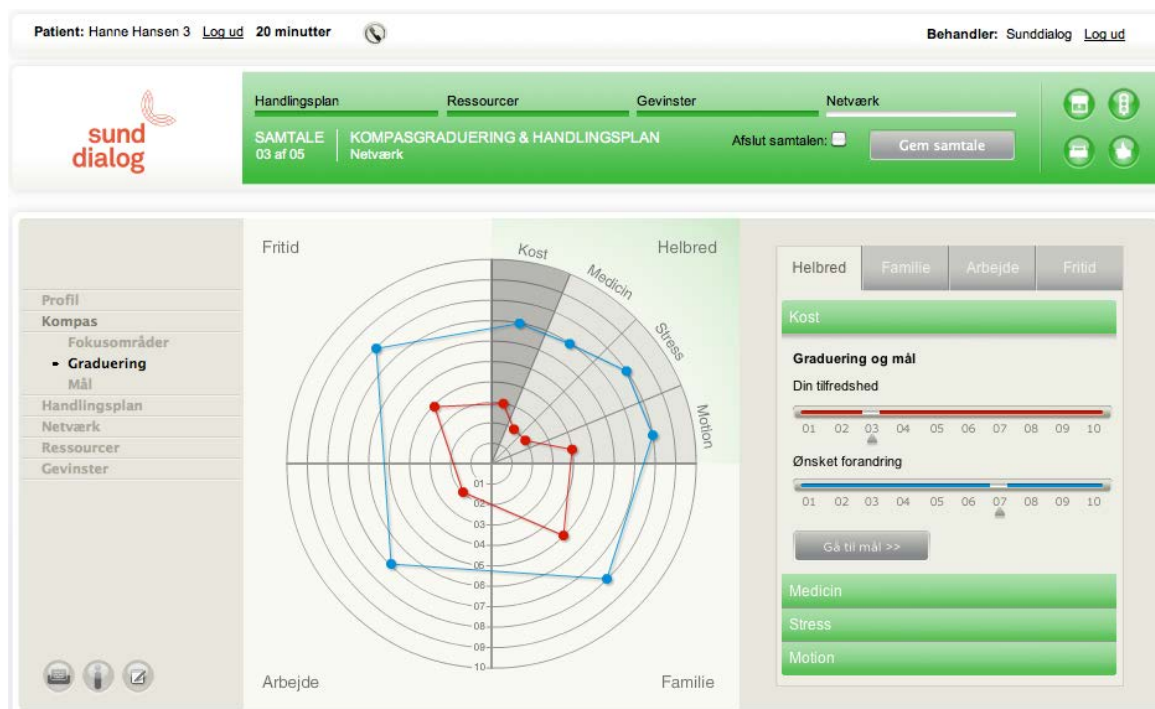 Patient: Hanne Hansen 3 Log ud 20 minutter
Behandler: Sunddialog Log ud
sund
dialog
Handlingsplan Ressourcer Gevinster Netværk
SAMTALE KOMPASGRADUERING & HANDLINGSPLAN
03 af 05 Netværk
Afslut samtalen:
Gem samtale
Profil
Kompas
Fokusområder
Graduering
Mål
Handlingsplan
Netværk
Ressourcer
Gevinster
Fritid
Helbred
Kost
Medicin
Stress
Motion
01
02
03
04
05
06
07
08
09
10
Arbejde
Familie
Helbred Familie Arbejde Fritid
Kost
Graduering og mål
Din tilfredshed
01 02 03 04 05 06 07 08 09 10
Ønsket forandring
01 02 03 04 05 06 07 08 09 10
Gå til mål >>
Medicin
Stress
Motion